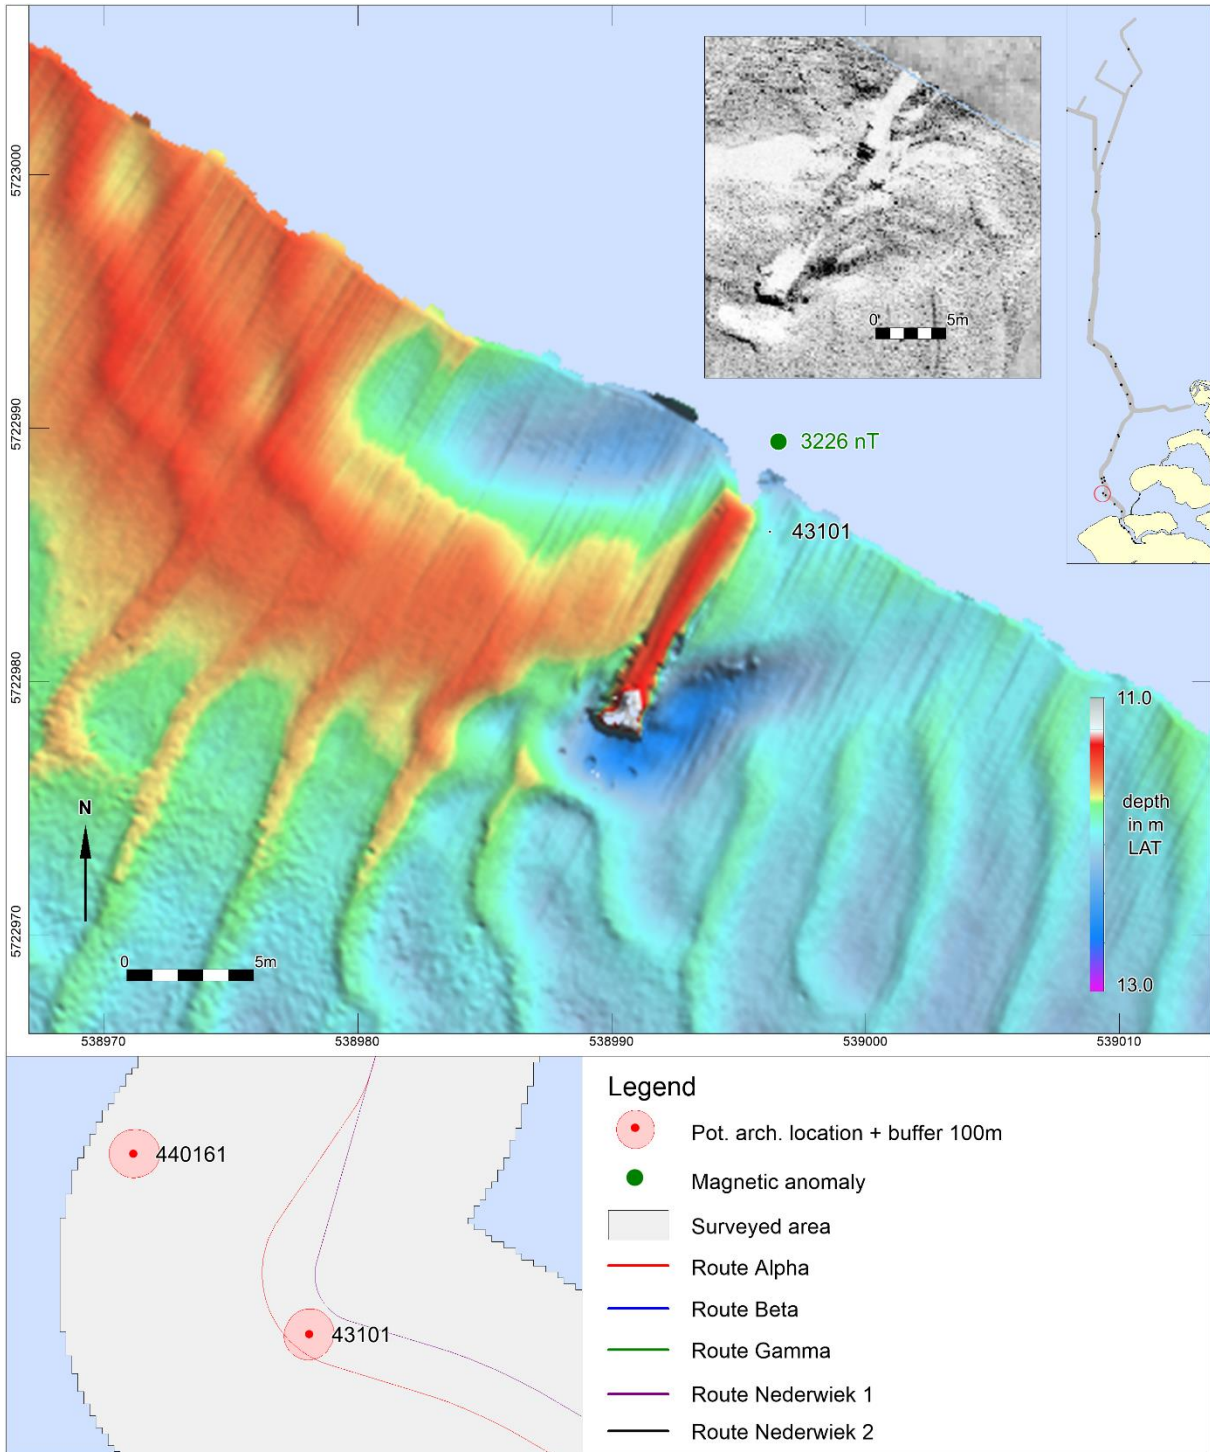 5723000
5722990
5722980
5722970
0
5m
3226 nT
43101
11.0
depth
in m
LAT
13.0
N
0
5m
538970
538980
538990
539000
539010
440161
43101
Legend
Pot. arch. location + buffer 100m
Magnetic anomaly
Surveyed area
Route Alpha
Route Beta
Route Gamma
Route Nederwiek 1
Route Nederwiek 2